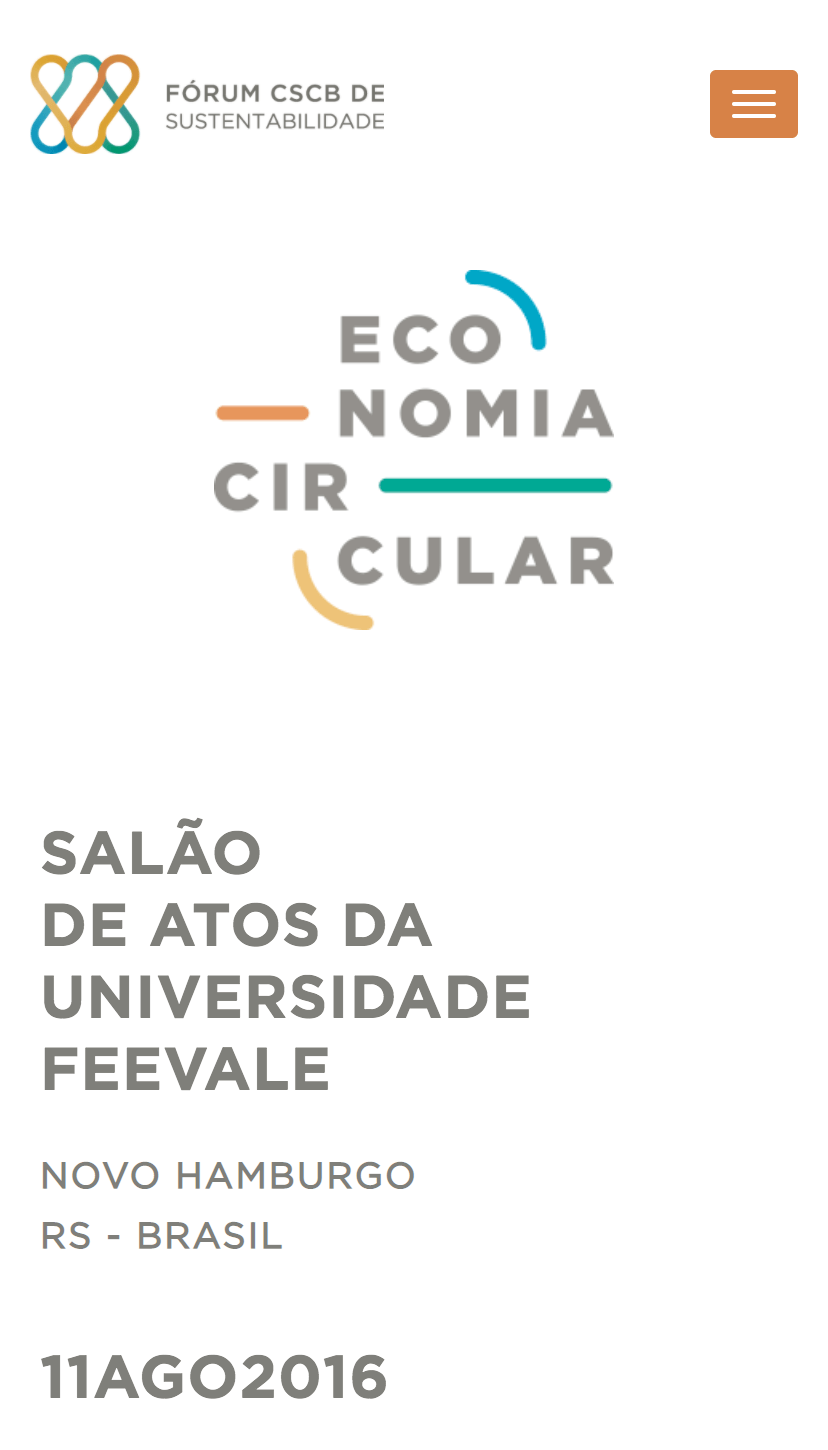 FÓRUM CSCB DE
SUSTENTABILIDADE
ECO
NOMIA
CIR
CULAR
SALÃO
DE ATOS DA
UNIVERSIDADE
FEEVALE
NOVO HAMBURGO
RS - BRASIL
11AGO2016